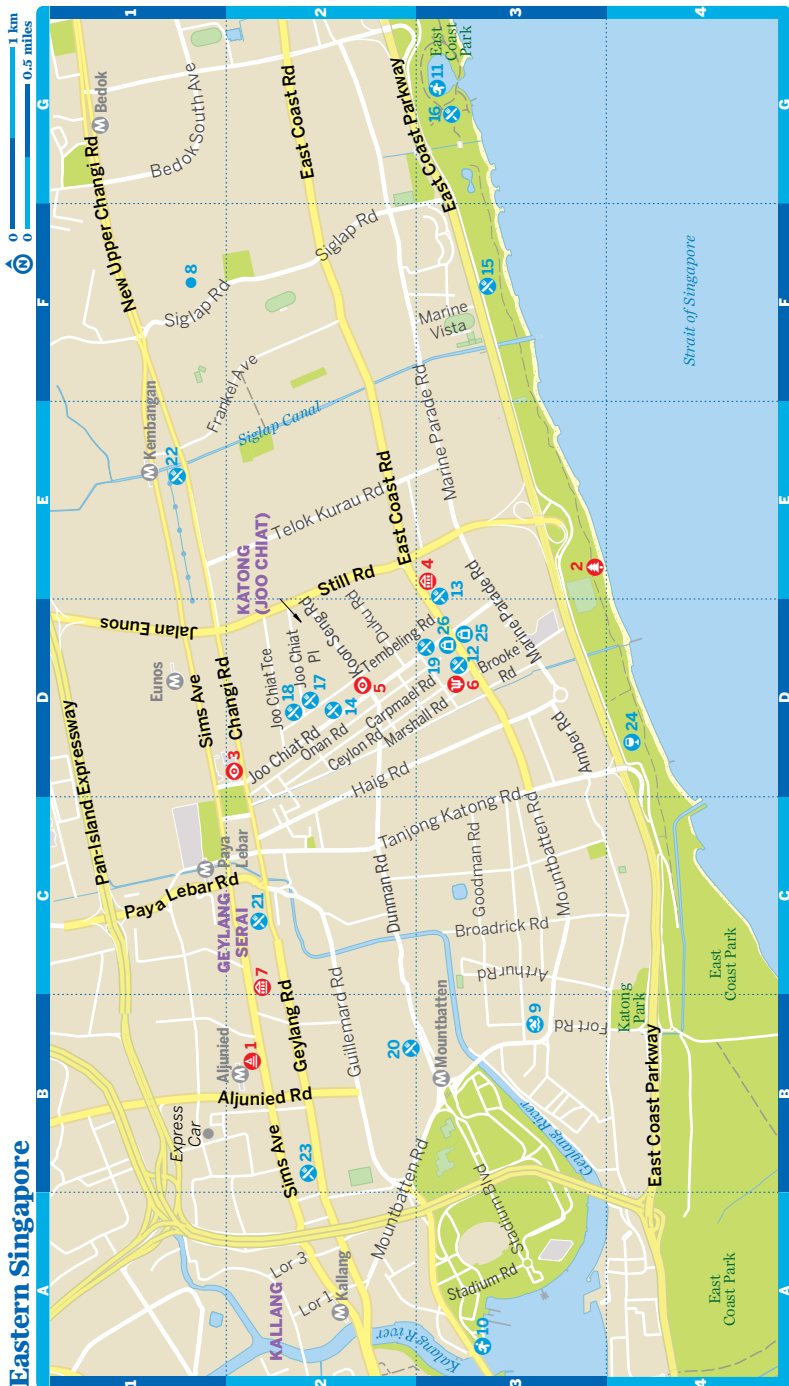 Eastern Singapore
0
1 km
0
0.5 miles
N
A
B
C
D
E
F
G
1
2
3
4
A
B
C
D
E
F
G
1
2
3
4
Pan-Island Expressway
Jalan Eunos
Eunos
M
Sims Ave
Changi Rd
New Upper Changi Rd
M Bedok
Bedok South Ave
M Kembangan
22
Frankel Ave
Siglap Canal
Siglap Rd
Siglap Rd
8
East Coast Rd
Express
Car
Aljunied
M
1
Aljunied Rd
Sims Ave
23
Geylang Rd
7
GEYLANG
SERAI
21
Paya Lebar Rd
M Paya
Lebar
3
KALLANG
Lor 3
Lor 1
M Kallang
Kallang River
Mountbatten Rd
Guillemard Rd
KATONG
(JOO CHIAT)
Telok Kurau Rd
Still Rd
Joo Chiat Tce
Joo Chiat
Pl
Koon Seng Rd
Duku Rd
Tembeling Rd
18
17
14
5
Joo Chiat Rd
Onan Rd
Ceylon Rd
Carpmael Rd
Marshall Rd
Haig Rd
Tanjong Katong Rd
Dunman Rd
20
M Mountbatten
East Coast Rd
4
13
26
25
19
12
6
Brooke
Rd
Marine Parade Rd
Marine Parade Rd
Marine
Vista
East Coast Parkway
16
11
East
Coast
Park
15
2
24
Amber Rd
Mountbatten Rd
Goodman Rd
Broadrick Rd
Arthur Rd
9
Fort Rd
Katong
Park
Geylang River
Stadium Blvd
Stadium Rd
10
East Coast Parkway
East
Coast Park
East
Coast Park
Strait of Singapore